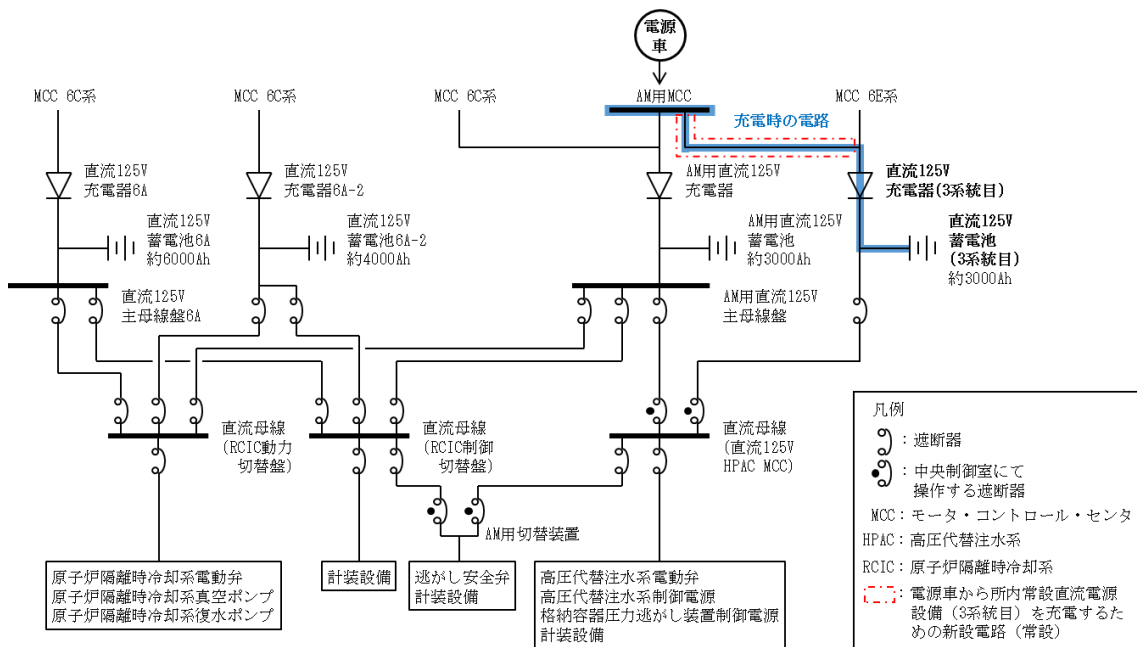 電源
車
MCC 6C系
MCC 6C系
MCC 6C系
AM用MCC
MCC 6E系
充電時の電路
直流125V
充電器6A
直流125V
充電器6A-2
AM用直流125V
充電器
直流125V
充電器(3系統目)
直流125V
蓄電池6A
約6000Ah
直流125V
蓄電池6A-2
約4000Ah
AM用直流125V
蓄電池
約3000Ah
直流125V
蓄電池
(3系統目)
約3000Ah
直流125V
主母線盤6A
AM用直流125V
主母線盤
直流母線
(RCIC動力
切替盤)
直流母線
(RCIC制御
切替盤)
直流母線
(直流125V
HPAC MCC)
AM用切替装置
原子炉隔離時冷却系電動弁
原子炉隔離時冷却系真空ポンプ
原子炉隔離時冷却系復水ポンプ
計装設備
逃がし安全弁
計装設備
高圧代替注水系電動弁
高圧代替注水系制御電源
格納容器圧力逃がし装置制御電源
計装設備
凡例
：遮断器
：中央制御室にて
操作する遮断器
MCC：モータ・コントロール・センタ
HPAC：高圧代替注水系
RCIC：原子炉隔離時冷却系
：電源車から所内常設直流電源
設備（3系統目）を充電するた
めの新設電路（常設）